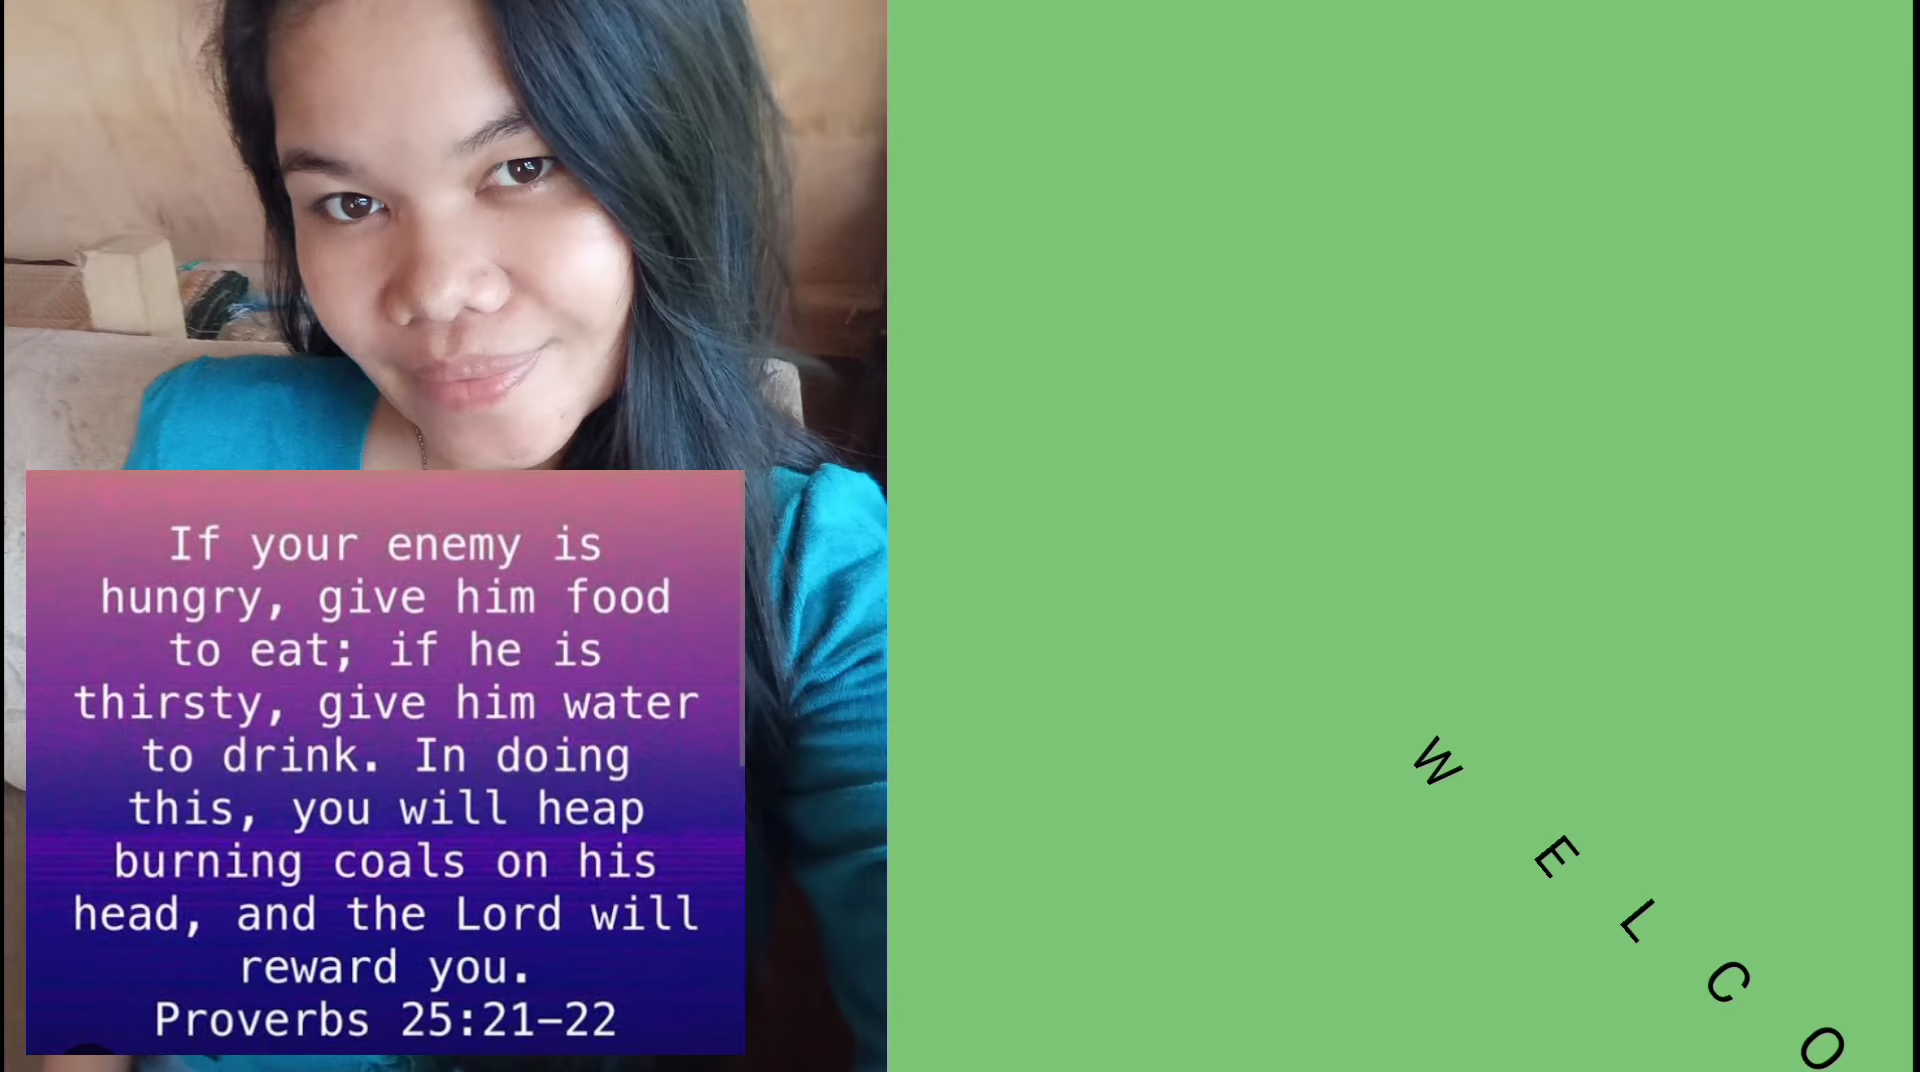 If your enemy is
hungry, give him food
to eat; if he is
thirsty, give him water
to drink. In doing
this, you will heap
burning coals on his
head, and the Lord will
reward you.
Proverbs 25:21–22
W E L C O